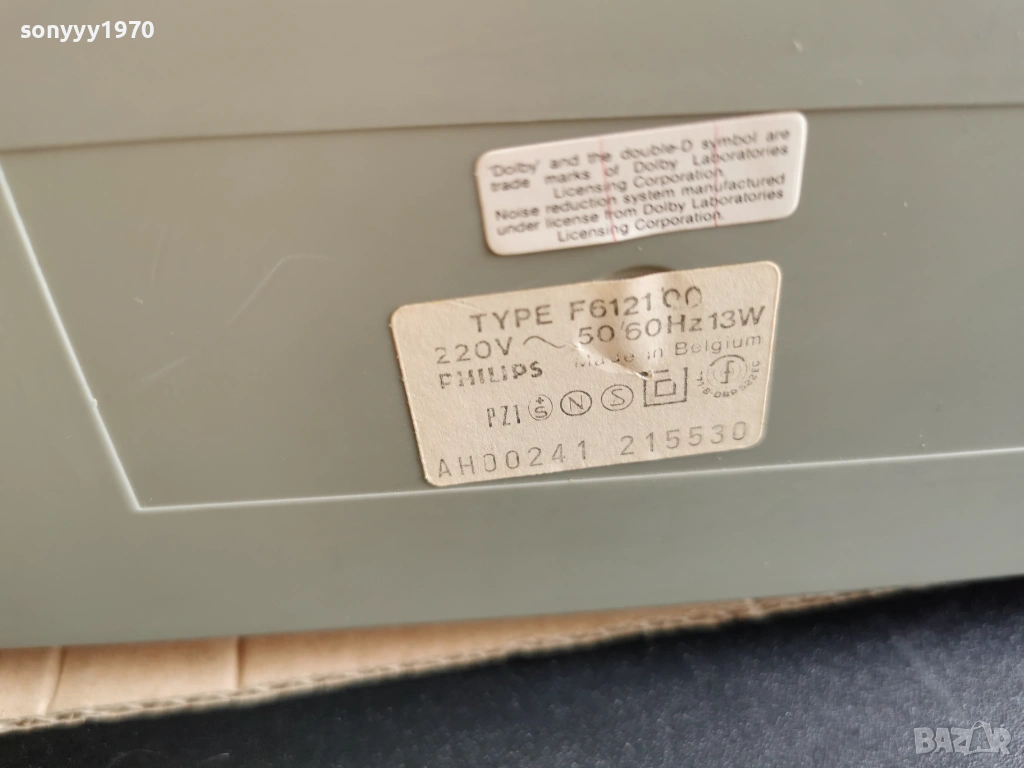 sonyyy1970
'Dolby' and the double-D symbol are
trade marks of Dolby Laboratories
Licensing Corporation.
Noise reduction system manufactured
under license from Dolby Laboratories
Licensing Corporation.
TYPE F6121 00
220V ~ 50/60Hz 13W
PHILIPS Made in Belgium
PZI +S N S
AH00241 215530
BAZAR